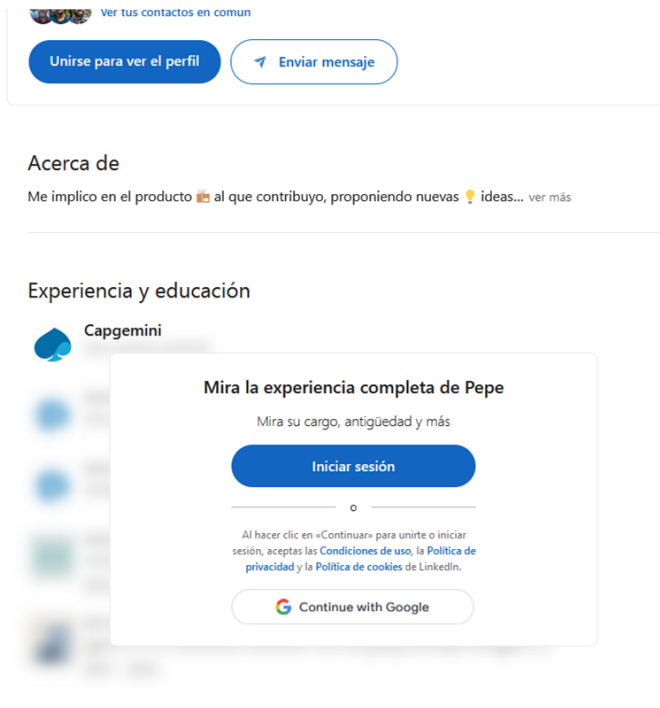 Ver tus contactos en común
Unirse para ver el perfil
Enviar mensaje
Acerca de
Me implico en el producto 💼 al que contribuyo, proponiendo nuevas 💡 ideas... ver más
Experiencia y educación
Capgemini
Mira la experiencia completa de Pepe
Mira su cargo, antigüedad y más
Iniciar sesión
o
Al hacer clic en «Continuar» para unirte o iniciar
sesión, aceptas las Condiciones de uso, la Política de
privacidad y la Política de cookies de LinkedIn.
Continue with Google